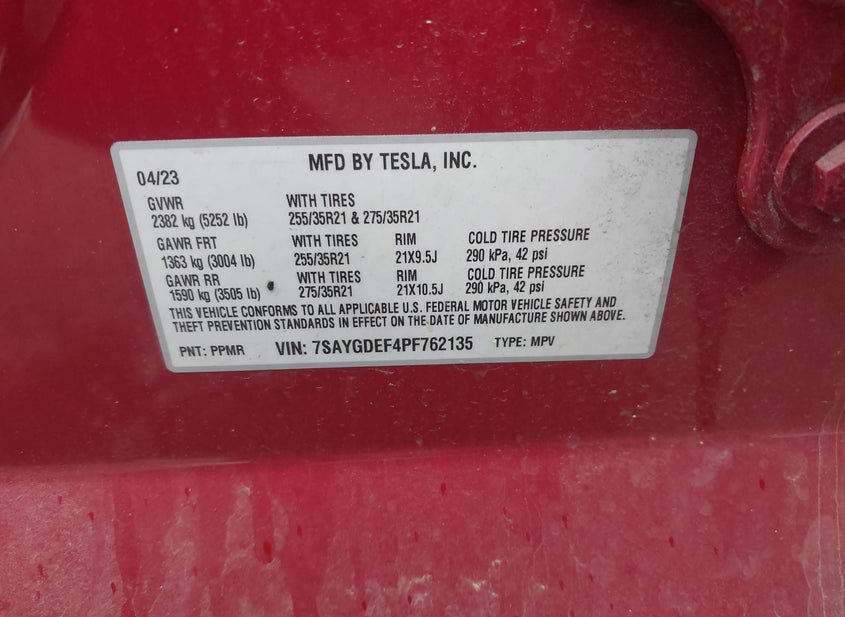 MFD BY TESLA, INC.
04/23
GVWR WITH TIRES
2382 kg (5252 lb) 255/35R21 & 275/35R21
GAWR FRT WITH TIRES RIM COLD TIRE PRESSURE
1363 kg (3004 lb) 255/35R21 21X9.5J 290 kPa, 42 psi
GAWR RR WITH TIRES RIM COLD TIRE PRESSURE
1590 kg (3505 lb) 275/35R21 21X10.5J 290 kPa, 42 psi
THIS VEHICLE CONFORMS TO ALL APPLICABLE U.S. FEDERAL MOTOR VEHICLE SAFETY AND
THEFT PREVENTION STANDARDS IN EFFECT ON THE DATE OF MANUFACTURE SHOWN ABOVE.
PNT: PPMR VIN: 7SAYGDEF4PF762135 TYPE: MPV